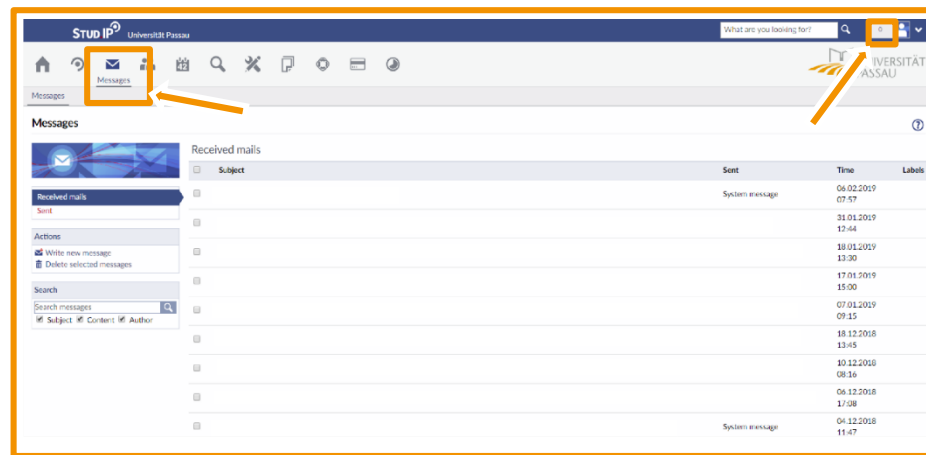 STUD IP Universität Passau What are you looking for? 0
12
Messages
UNIVERSITÄT
PASSAU
Messages
Messages
Received mails
Subject Sent Time Labels
Received mails
Sent
Actions
Write new message
Delete selected messages
Search
Search messages
Subject Content Author
System message 06.02.2019
07:57
31.01.2019
12:44
18.01.2019
13:30
17.01.2019
15:00
07.01.2019
09:15
18.12.2018
13:45
10.12.2018
08:16
06.12.2018
17:08
System message 04.12.2018
11:47